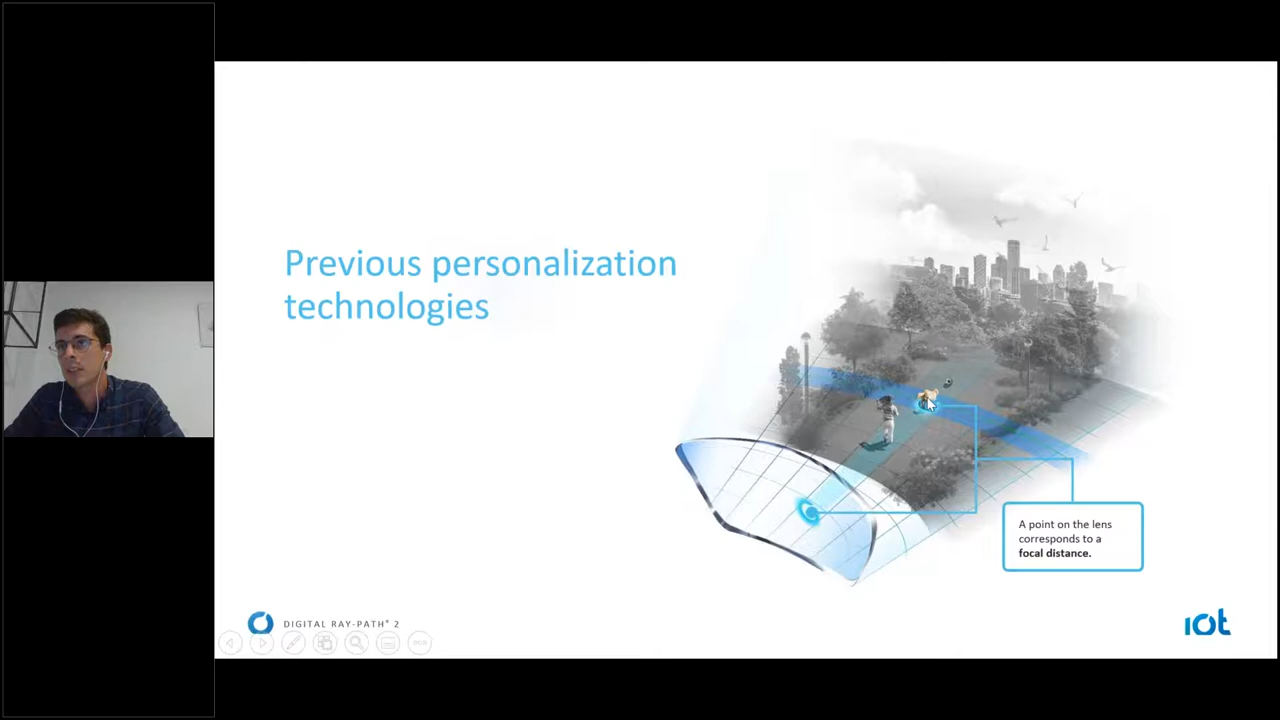 Previous personalization
technologies
A point on the lens
corresponds to a
focal distance.
DIGITAL RAY-PATH® 2
IOT